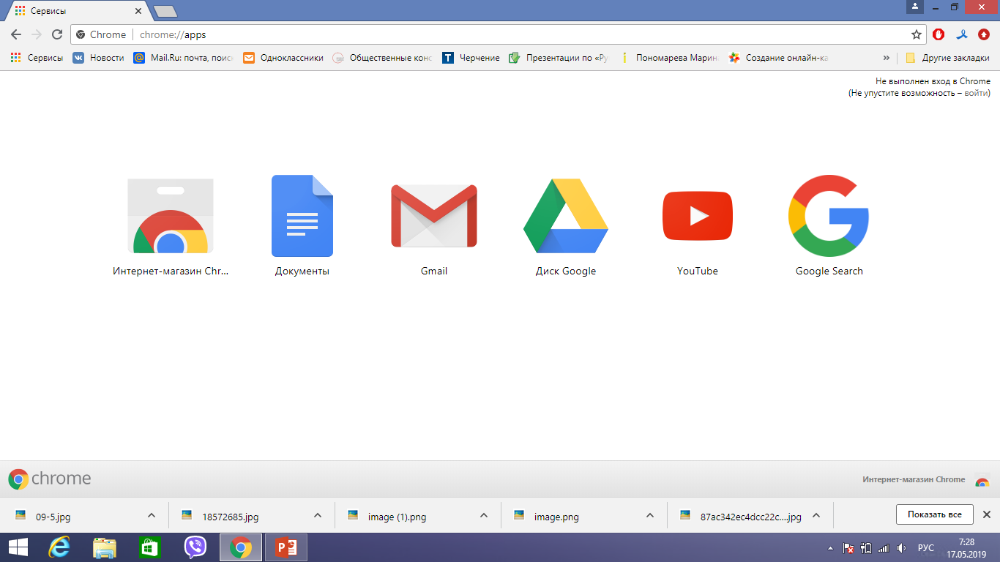 Сервисы
Chrome
chrome://apps
Сервисы
Новости
Mail.Ru: почта, поиск
Одноклассники
Общественные конс
Черчение
Презентации по «Ру
Пономарева Марин
Создание онлайн-ка
»
Другие закладки
Не выполнен вход в Chrome
(Не упустите возможность – войти)
Интернет-магазин Chr...
Документы
Gmail
Диск Google
YouTube
Google Search
chrome
Интернет-магазин Chrome
09-5.jpg
18572685.jpg
image (1).png
image.png
87ac342ec4dcc22c....jpg
Показать все
РУС
7:28
17.05.2019